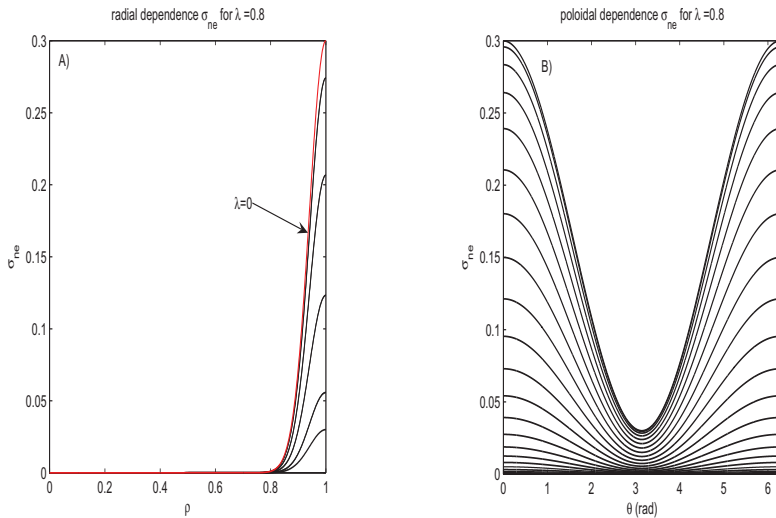 radial dependence σne for λ =0.8
A)
λ=0
0.3
0.25
0.2
0.15
0.1
0.05
0
σne
0 0.2 0.4 0.6 0.8 1
ρ
poloidal dependence σne for λ=0.8
B)
0.3
0.25
0.2
0.15
0.1
0.05
0
σne
0 1 2 3 4 5 6
θ (rad)